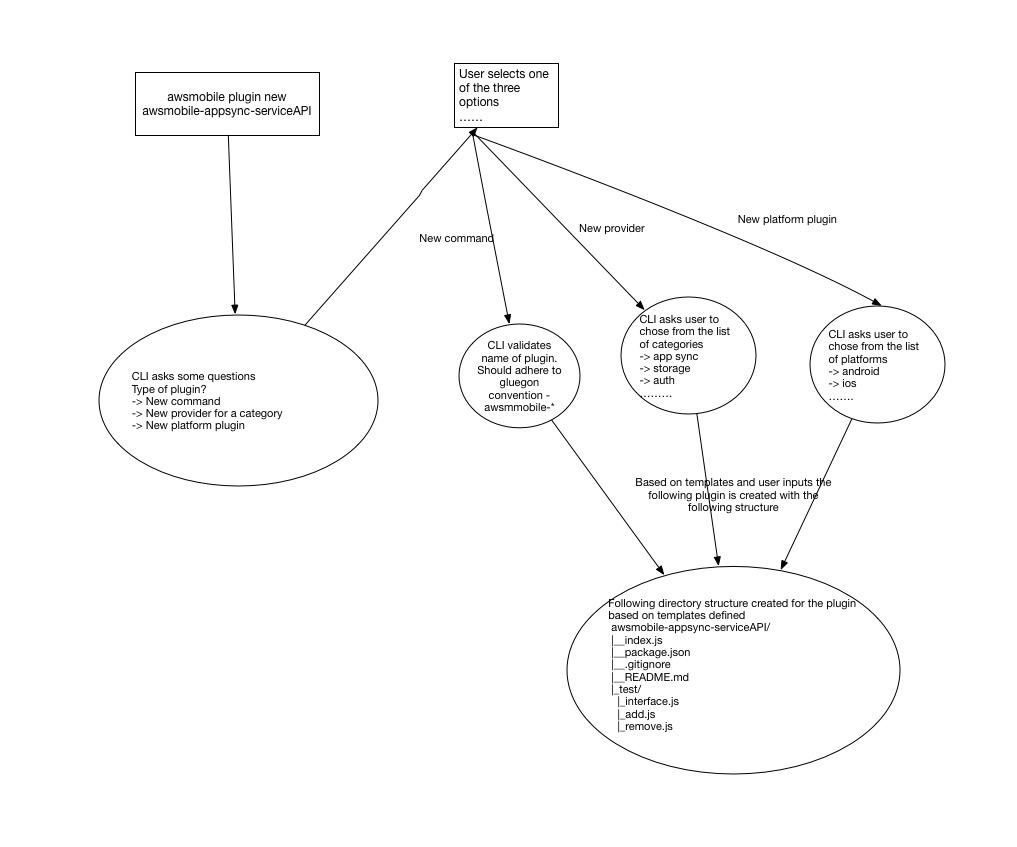 awsmobile plugin new
awsmobile-appsync-serviceAPI
User selects one
of the three
options
......
New command
New provider
New platform plugin
CLI asks some questions
Type of plugin?
-> New command
-> New provider for a category
-> New platform plugin
CLI validates
name of plugin.
Should adhere to
gluegon
convention -
awsmmobile-*
CLI asks user to
chose from the list
of categories
-> app sync
-> storage
-> auth
.........
CLI asks user to
chose from the list
of platforms
-> android
-> ios
.......
Based on templates and user inputs the
following plugin is created with the
following structure
Following directory structure created for the plugin
based on templates defined
awsmobile-appsync-serviceAPI/
|__index.js
|__package.json
|__.gitignore
|__README.md
|_test/
|_interface.js
|_add.js
|_remove.js